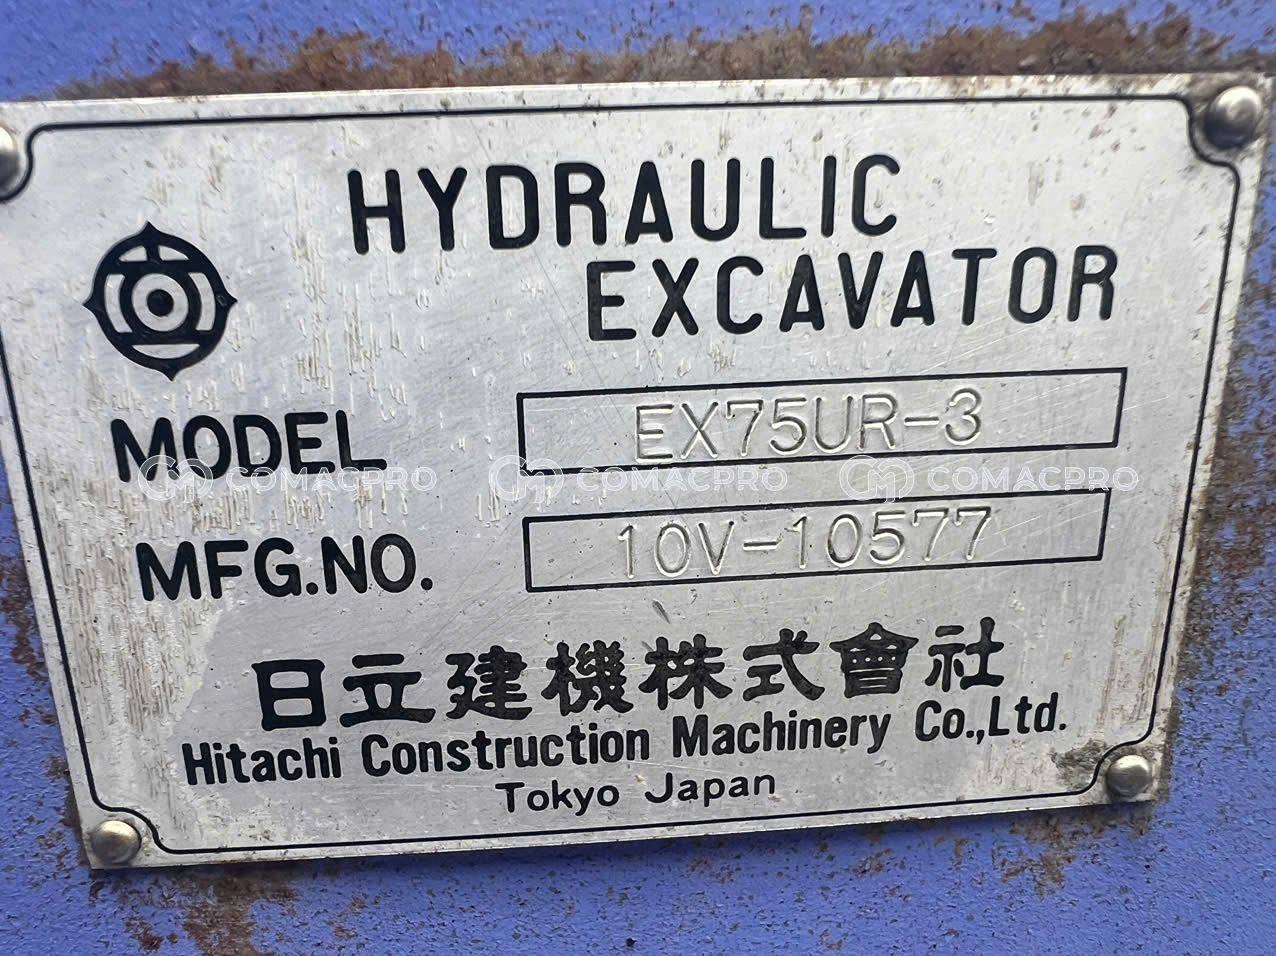 HYDRAULIC
EXCAVATOR
MODEL EX75UR-3
COMACPRO COMACPRO COMACPRO
MFG.NO. 10V-10577
日立建機株式會社
Hitachi Construction Machinery Co.,Ltd.
Tokyo Japan